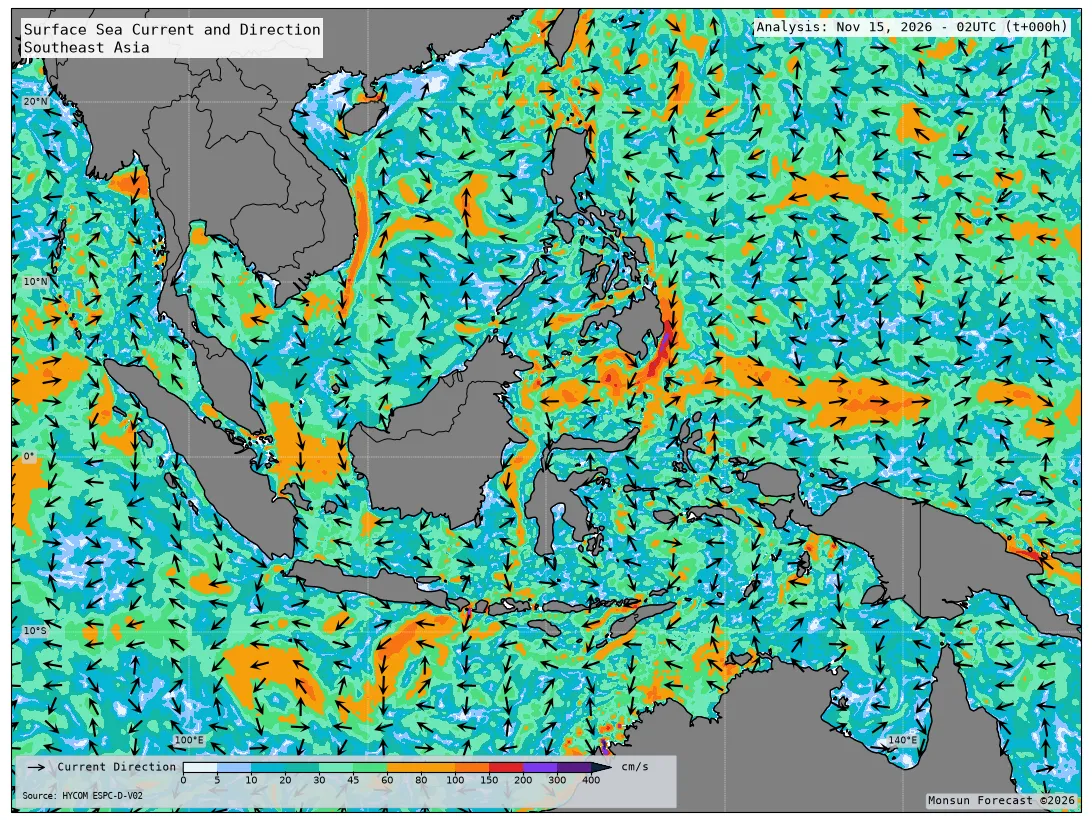 Surface Sea Current and Direction
Southeast Asia
Analysis: Nov 15, 2026 - 02UTC (t+000h)
20°N
10°N
0°
10°S
100°E
140°E
Current Direction
cm/s
0 5 10 20 30 45 60 80 100 150 200 300 400
Source: HYCOM ESPC-D-V02
Monsun Forecast ©2026